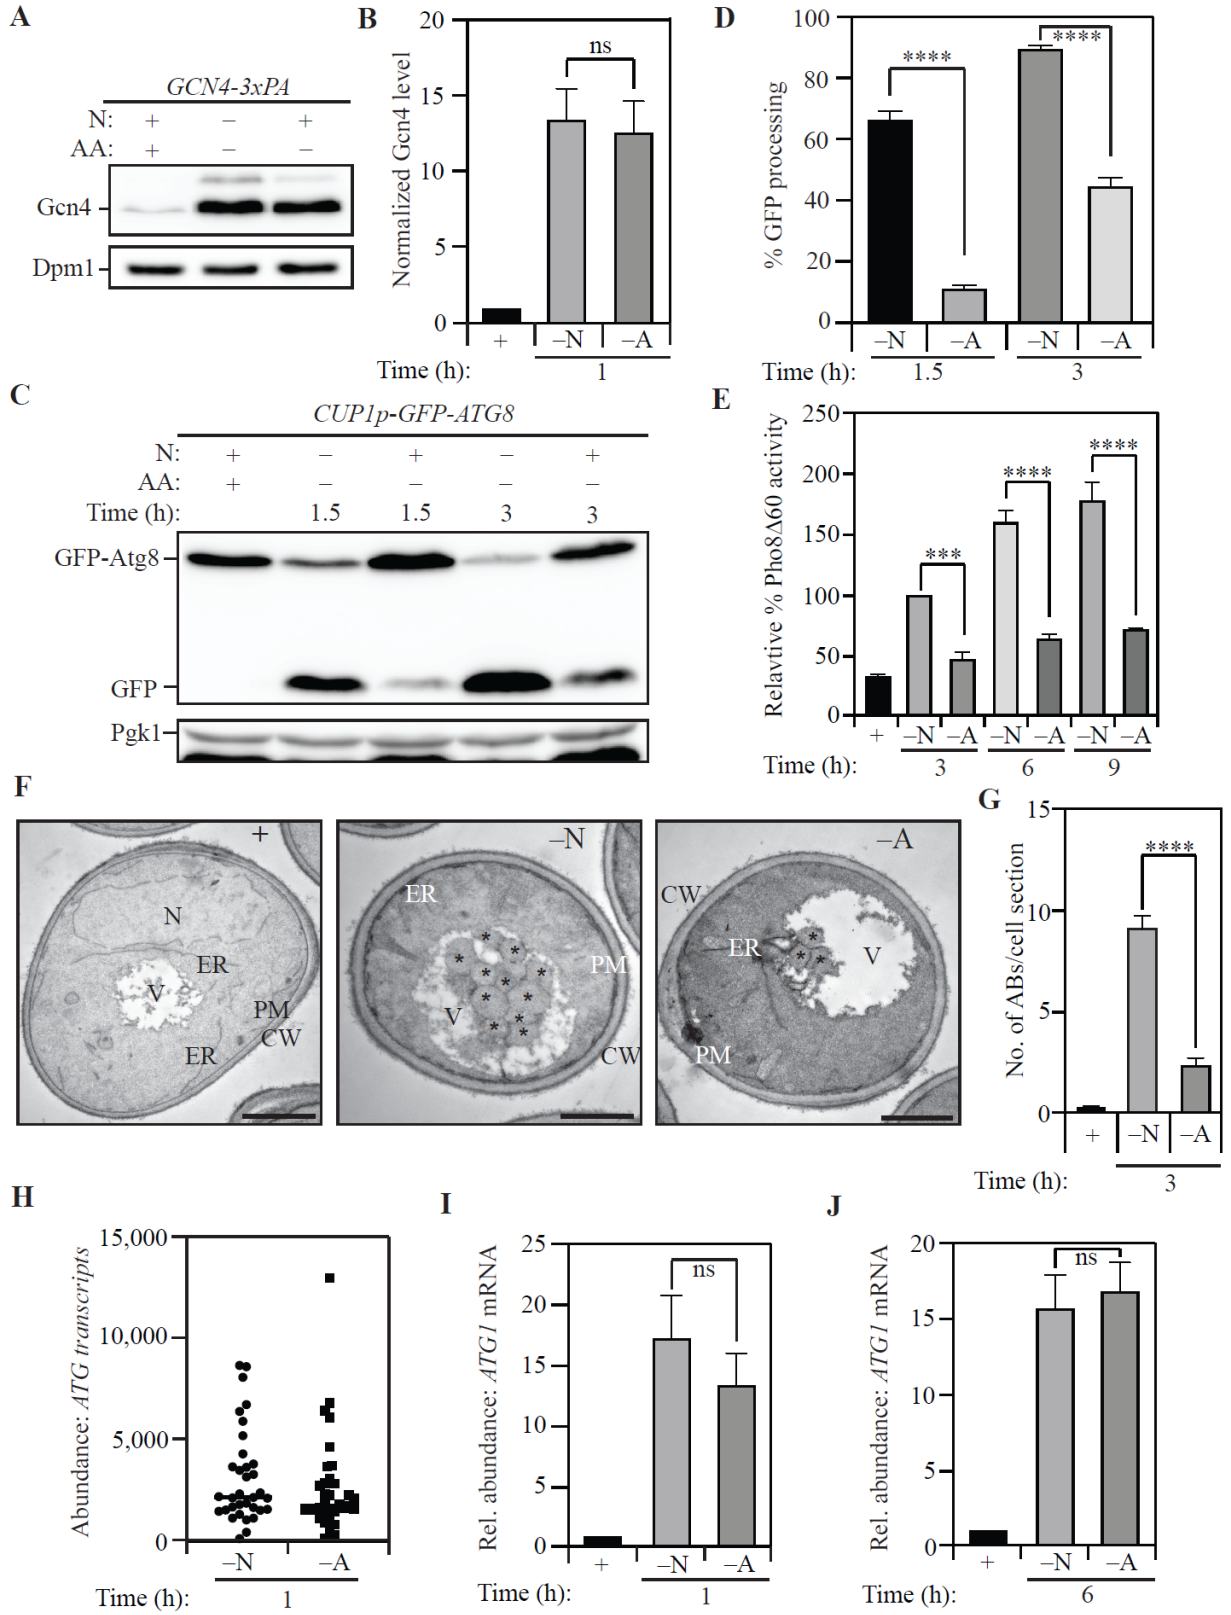 A
GCN4-3xPA
N: + – +
AA: + – –
Gcn4
Dpm1
B
Normalized Gcn4 level
20
15
10
5
0
ns
+ –N –A
Time (h): 1
D
% GFP processing
100
80
60
40
20
0
**** ****
–N –A –N –A
Time (h): 1.5 3
C
CUP1p-GFP-ATG8
N: + – + – +
AA: + – – – –
Time (h): 1.5 1.5 3 3
GFP-Atg8
GFP
Pgk1
E
Relavtive % Pho8Δ60 activity
250
200
150
100
50
0
*** **** ****
+ –N –A –N –A –N –A
Time (h): 3 6 9
F
+
N
ER
V
PM
CW
ER
–N
ER
* * * * * * * * * * *
PM
V
CW
–A
CW
ER
* * *
V
PM
G
No. of ABs/cell section
15
10
5
0
****
+ –N –A
Time (h): 3
H
Abundance: ATG transcripts
15,000
10,000
5,000
0
–N –A
Time (h): 1
I
Rel. abundance: ATG1 mRNA
25
20
15
10
5
0
ns
+ –N –A
Time (h): 1
J
Rel. abundance: ATG1 mRNA
20
15
10
5
0
ns
+ –N –A
Time (h): 6